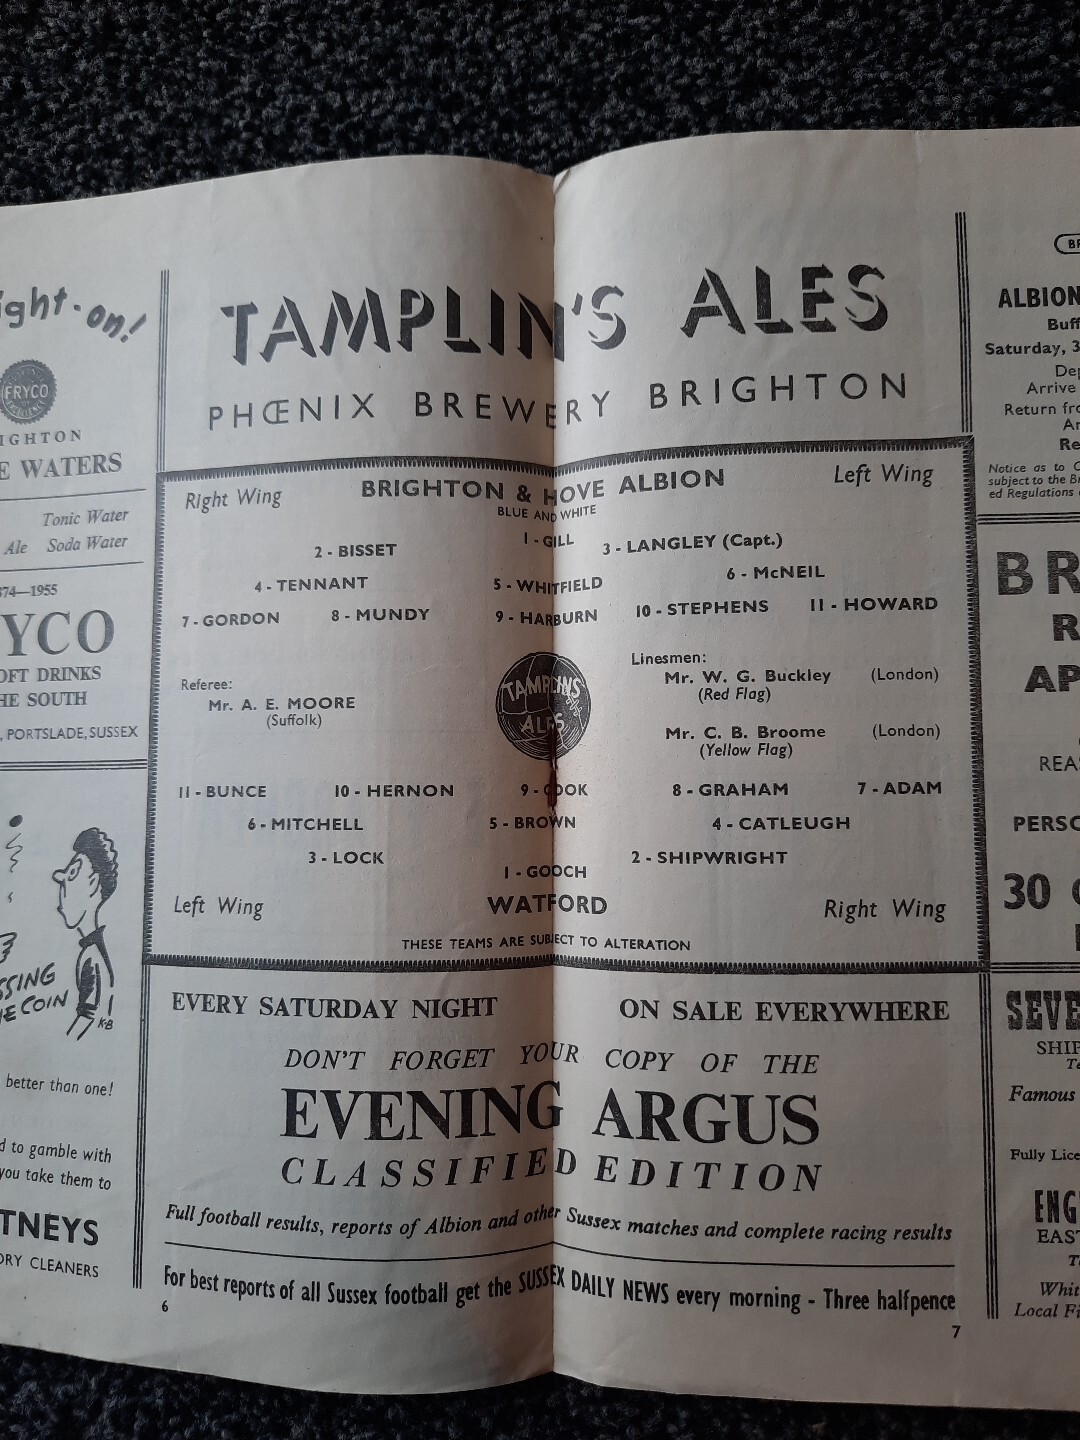 ight-on!
FRYCO
IGHTON
E WATERS
Tonic Water
Ale Soda Water
74—1955
YCO
OFT DRINKS
HE SOUTH
, PORTSLADE, SUSSEX
SSING
E COIN
K-B
better than one!
d to gamble with
you take them to
TNEYS
DRY CLEANERS
TAMPLIN'S ALES
PHŒNIX BREWERY BRIGHTON
Right Wing
BRIGHTON & HOVE ALBION
Left Wing
BLUE AND WHITE
1 - GILL
2 - BISSET
3 - LANGLEY (Capt.)
4 - TENNANT
5 - WHITFIELD
6 - McNEIL
7 - GORDON
8 - MUNDY
9 - HARBURN
10 - STEPHENS
11 - HOWARD
Referee:
Mr. A. E. MOORE
(Suffolk)
TAMPLINS
ALES
Linesmen:
Mr. W. G. Buckley (London)
(Red Flag)
Mr. C. B. Broome (London)
(Yellow Flag)
11 - BUNCE
10 - HERNON
9 - COOK
8 - GRAHAM
7 - ADAM
6 - MITCHELL
5 - BROWN
4 - CATLEUGH
3 - LOCK
2 - SHIPWRIGHT
1 - GOOCH
Left Wing
WATFORD
Right Wing
THESE TEAMS ARE SUBJECT TO ALTERATION
EVERY SATURDAY NIGHT ON SALE EVERYWHERE
DON'T FORGET YOUR COPY OF THE
EVENING ARGUS
CLASSIFIED EDITION
Full football results, reports of Albion and other Sussex matches and complete racing results
For best reports of all Sussex football get the SUSSEX DAILY NEWS every morning - Three halfpence
6
7
BR
ALBION
Buff
Saturday, 3
Dep
Arrive
Return fro
Ar
Re
Notice as to C
subject to the Br
ed Regulations
BR
R
AP
REA
PERSO
30
SEVE
SHIP
Te
Famous
Fully Lice
ENG
EAST
Te
Whit
Local Fi